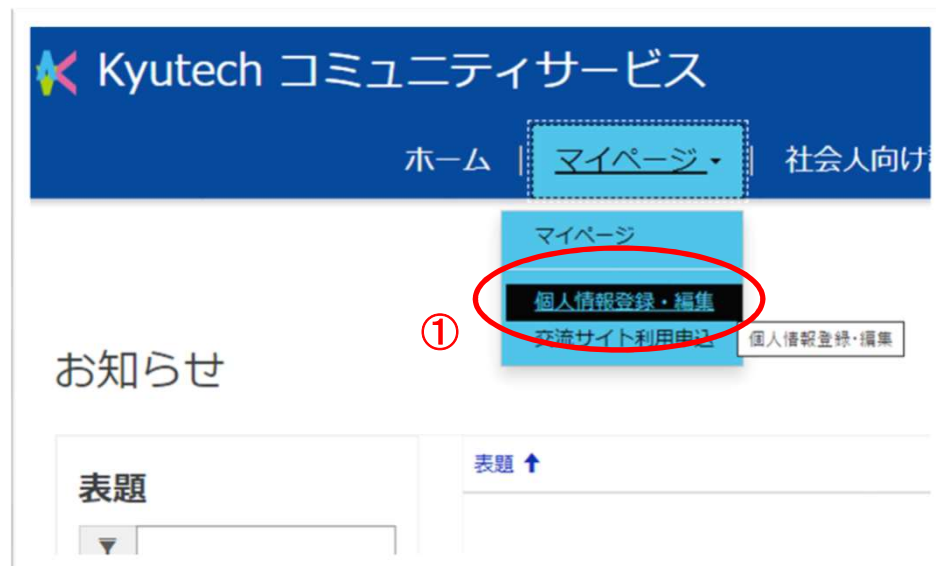 Kyutech コミュニティサービス
ホーム | マイページ ▾ | 社会人向け
マイページ
個人情報登録・編集
① 交流サイト利用申込 個人情報登録・編集
お知らせ
表題 ↑
表題